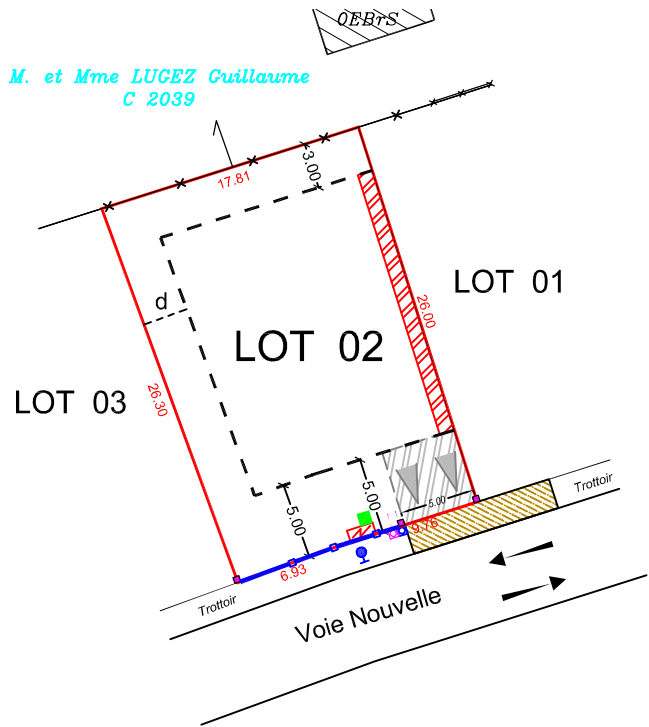 OEBrS
M. et Mme LUGEZ Guillaume
C 2039
3.00
17.81
LOT 01
d
26.00
LOT 02
26.30
LOT 03
5.00
5.00
5.00
Trottoir
9.76
6.93
Trottoir
Voie Nouvelle